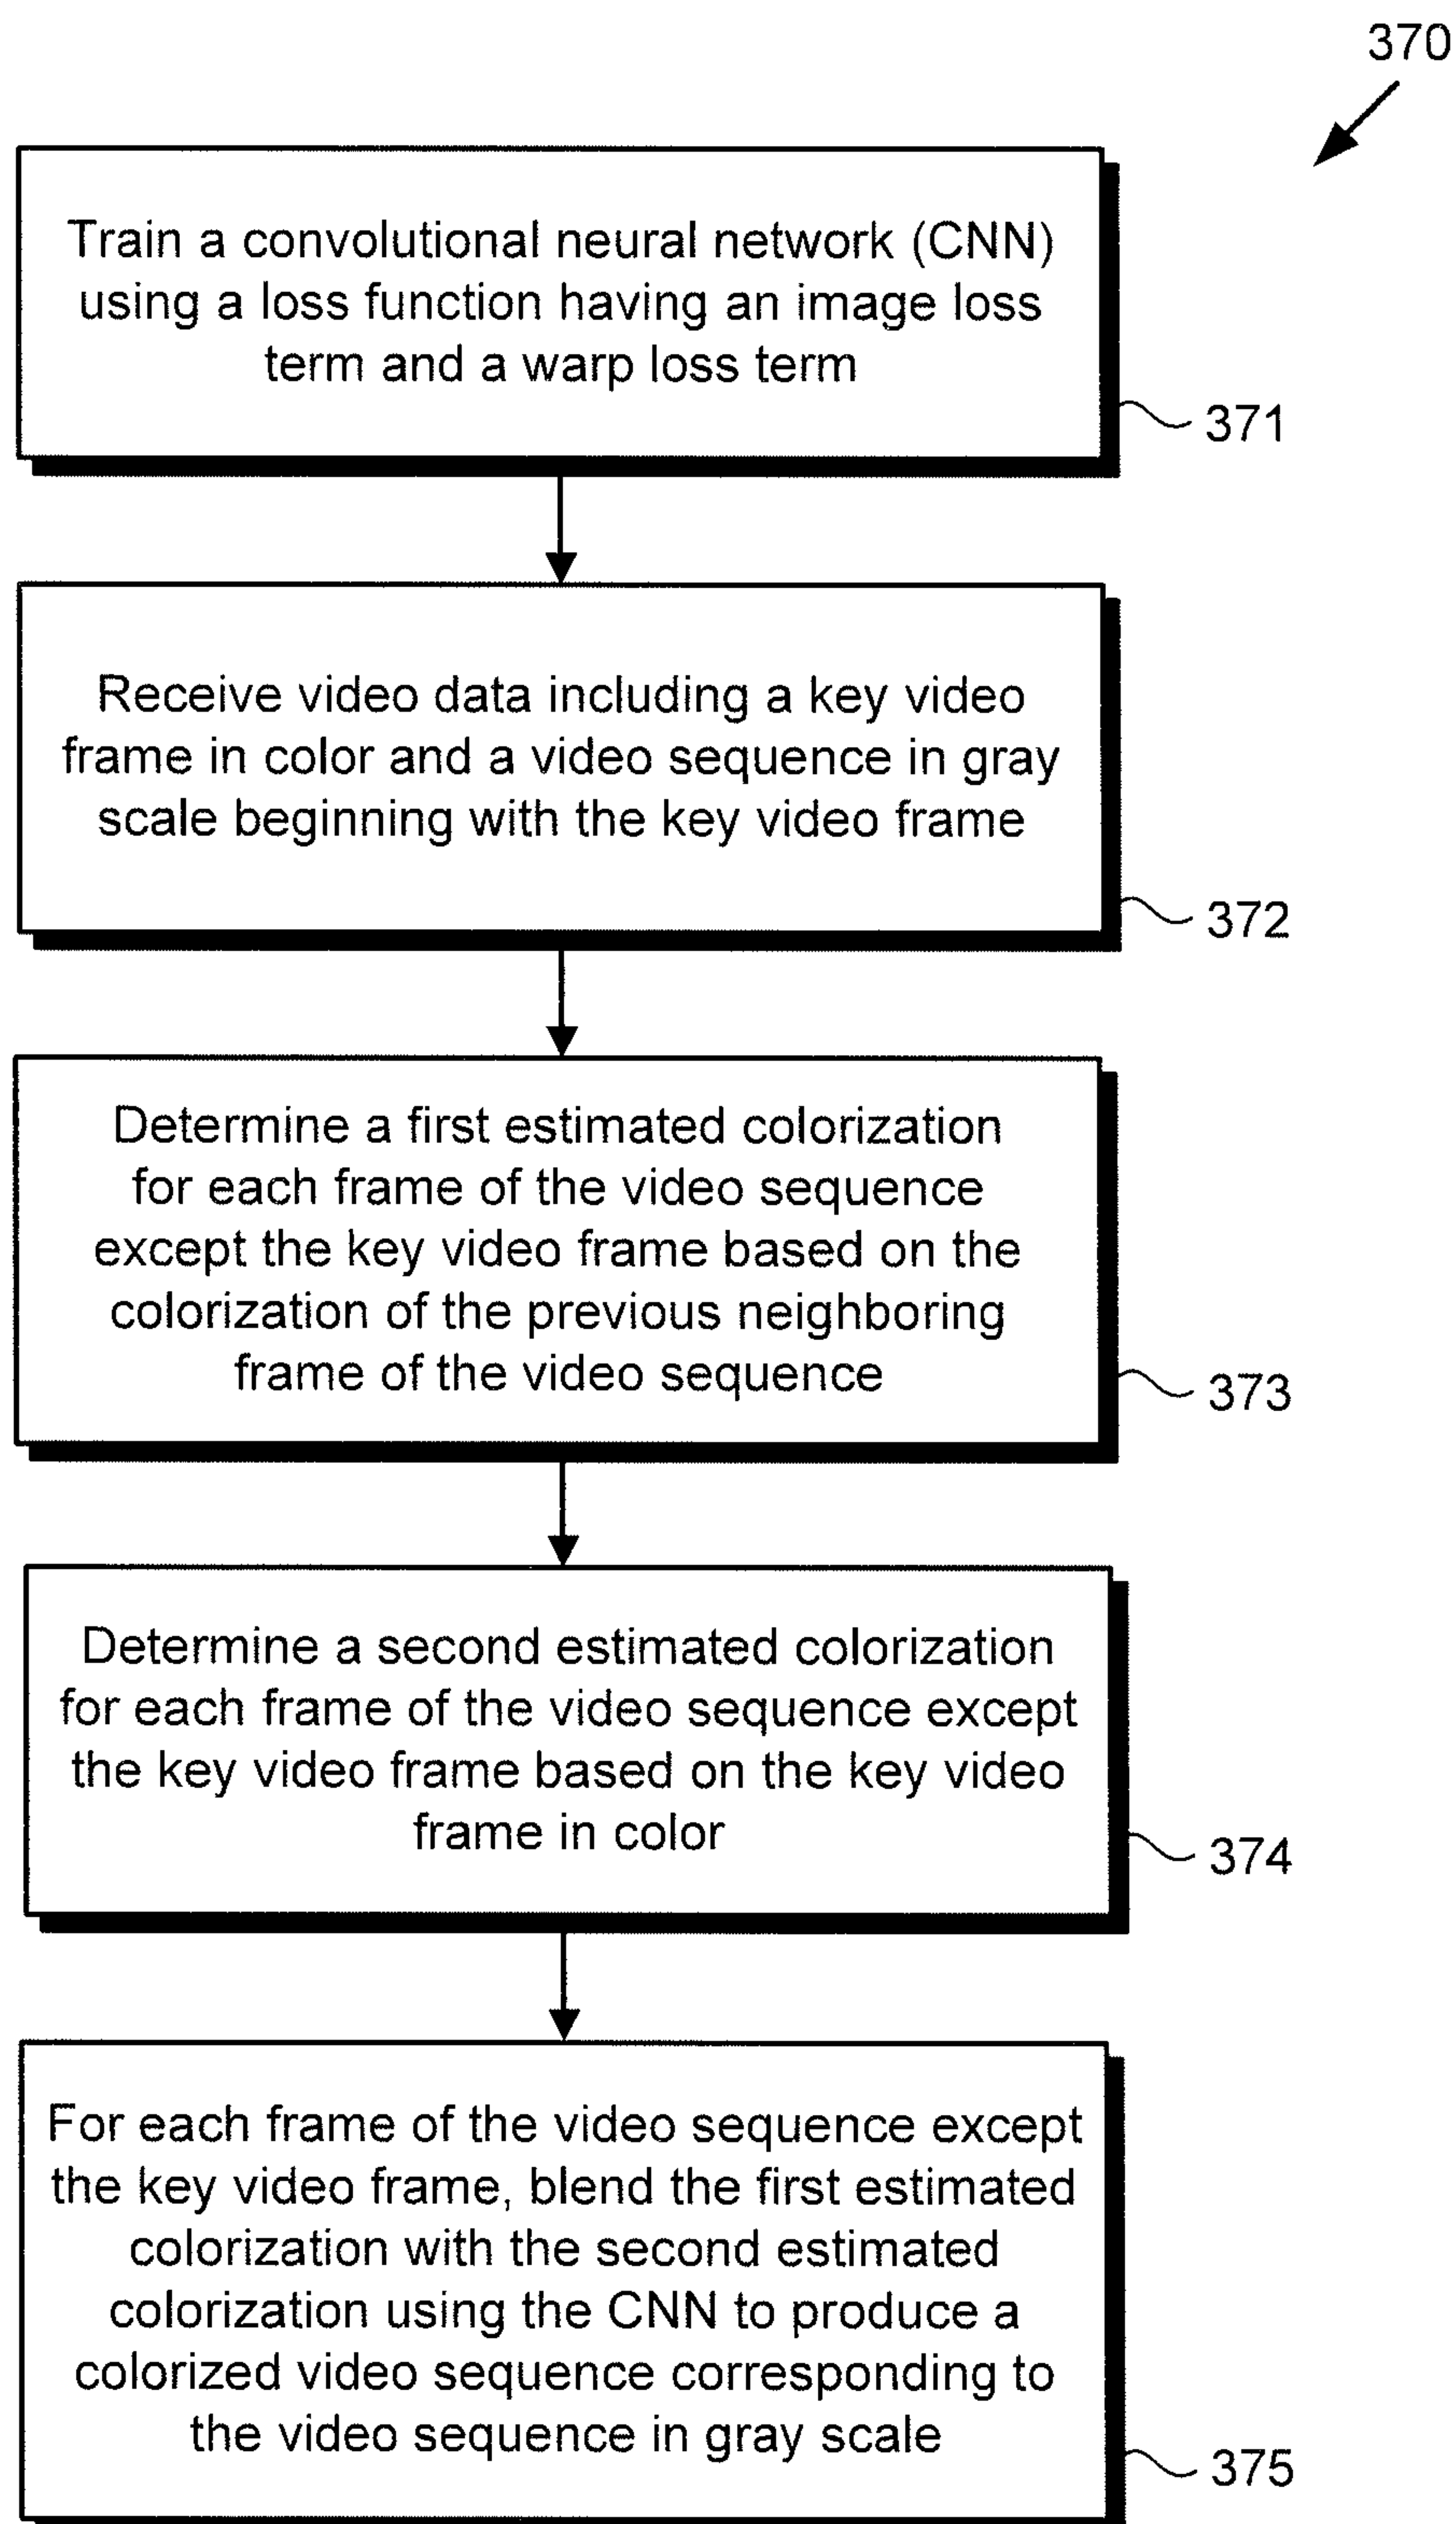 370
Train a convolutional neural network (CNN)
using a loss function having an image loss
term and a warp loss term
371
Receive video data including a key video
frame in color and a video sequence in gray
scale beginning with the key video frame
372
Determine a first estimated colorization
for each frame of the video sequence
except the key video frame based on the
colorization of the previous neighboring
frame of the video sequence
373
Determine a second estimated colorization
for each frame of the video sequence except
the key video frame based on the key video
frame in color
374
For each frame of the video sequence except
the key video frame, blend the first estimated
colorization with the second estimated
colorization using the CNN to produce a
colorized video sequence corresponding to
the video sequence in gray scale
375